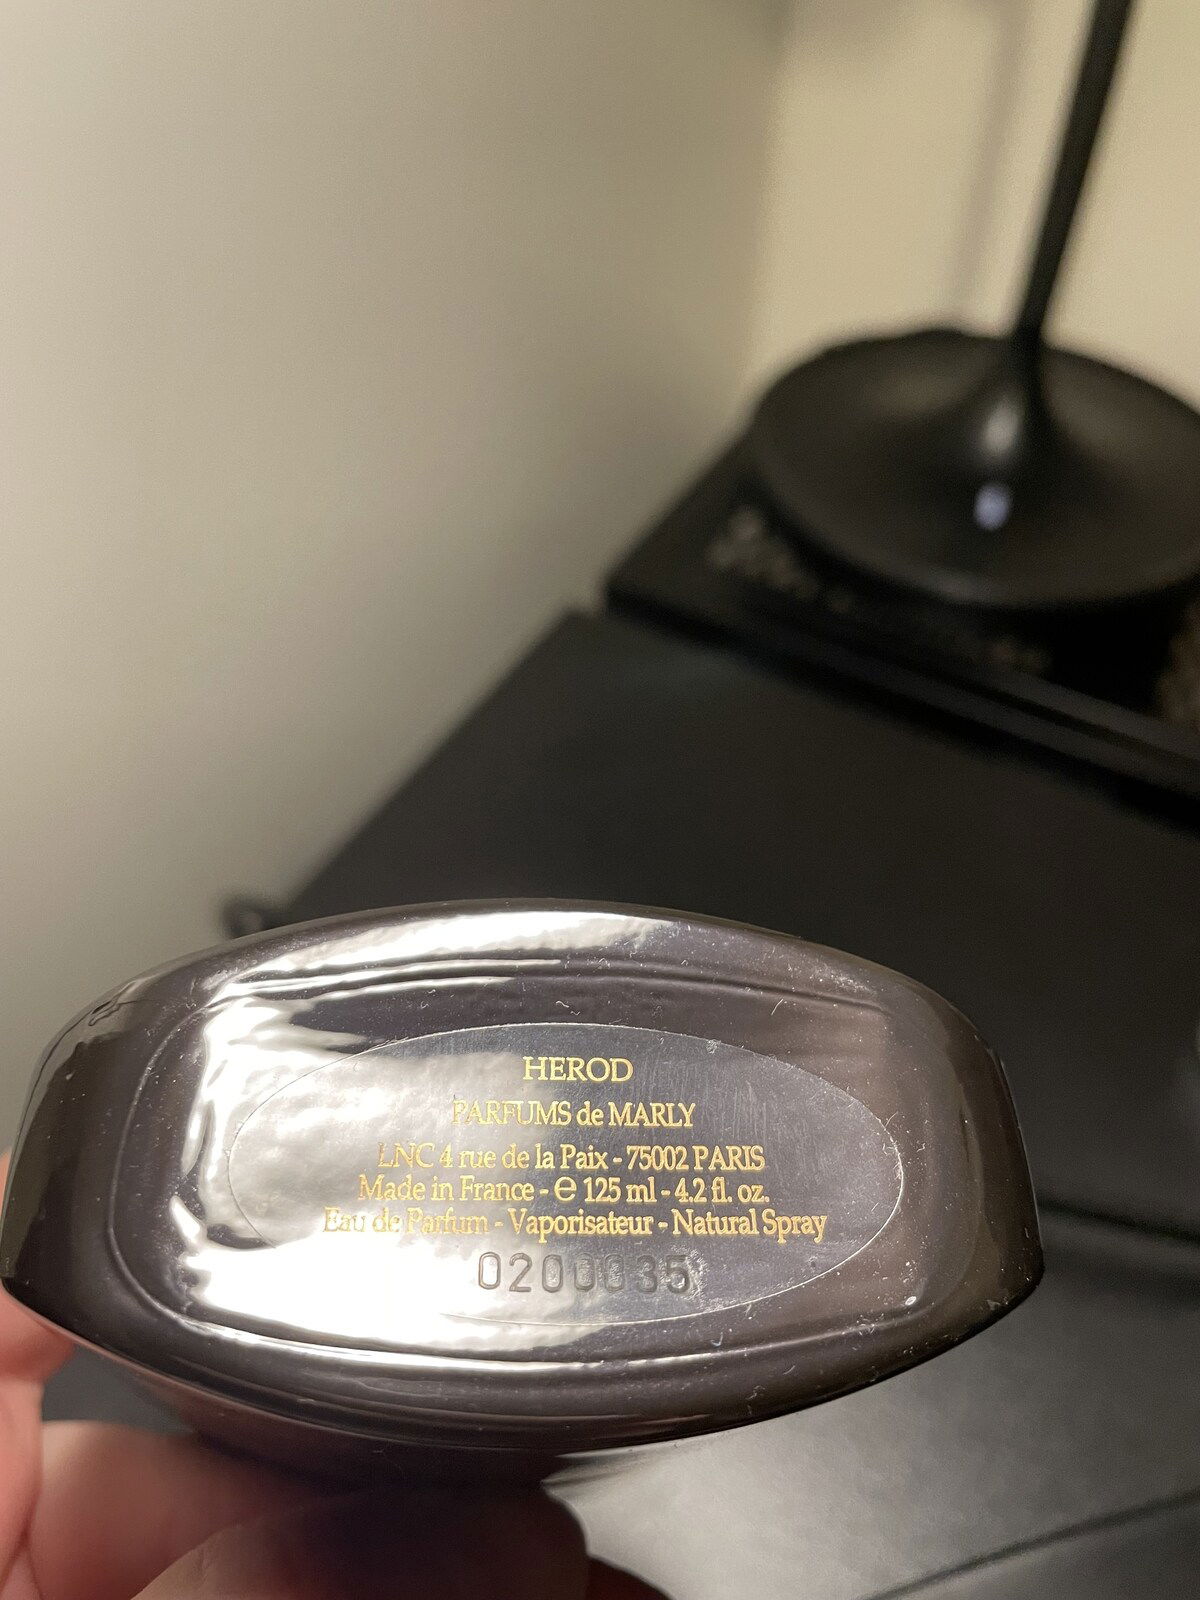 HEROD
PARFUMS de MARLY
LNC 4 rue de la Paix - 75002 PARIS
Made in France - ℮ 125 ml - 4.2 fl. oz.
Eau de Parfum - Vaporisateur - Natural Spray
0200035